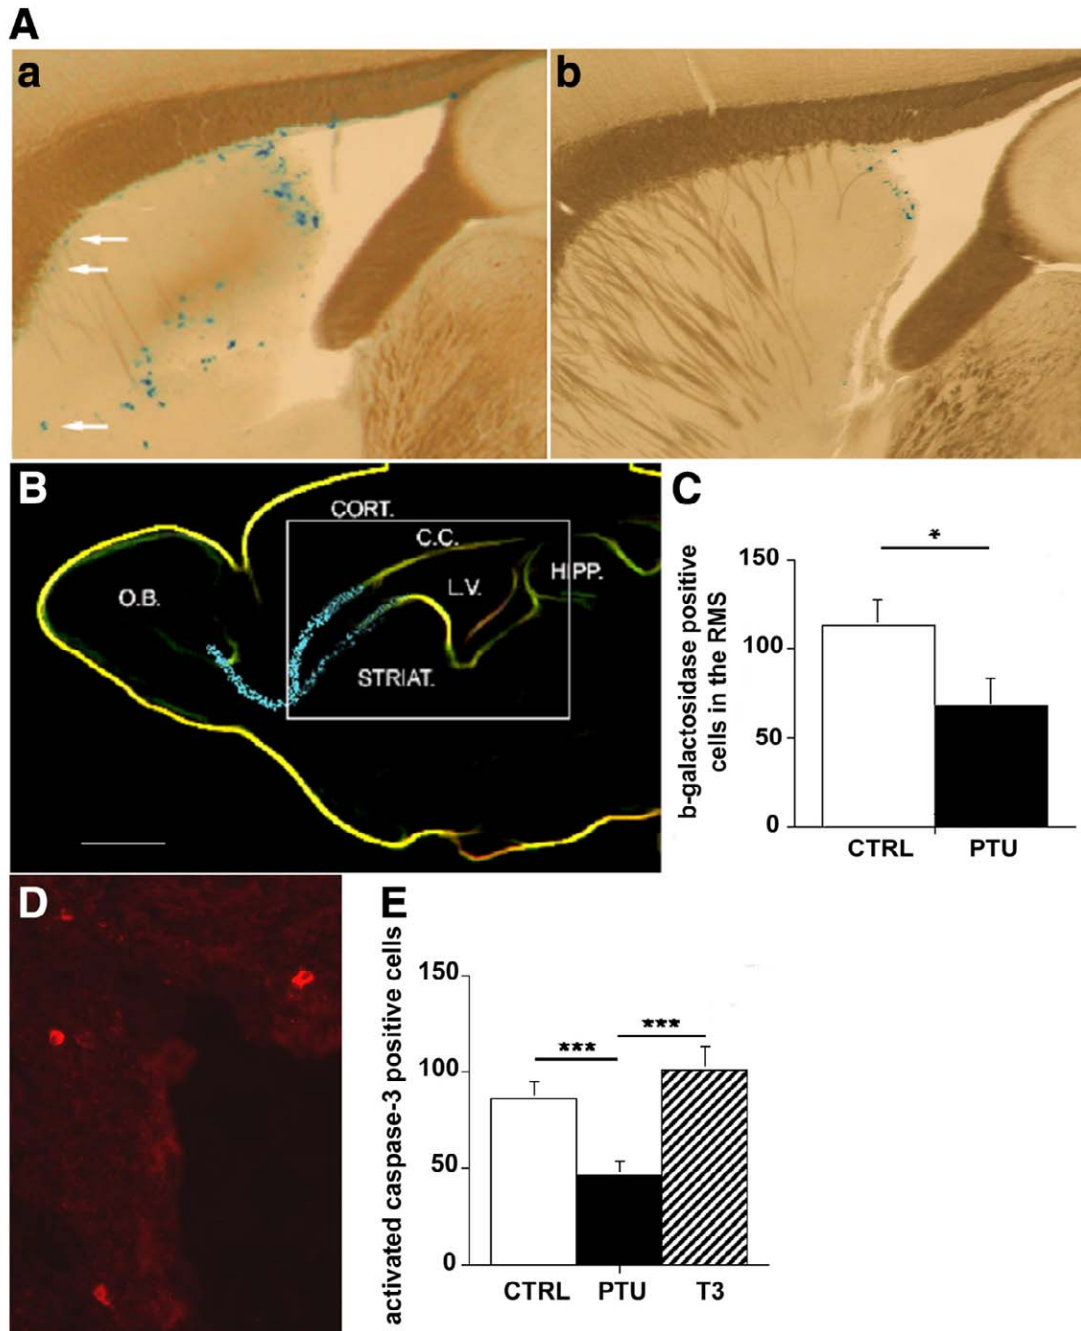 A
a
b
B
CORT.
C.C.
O.B.
L.V.
HIPP.
STRIAT.
C
*
b-galactosidase positive
cells in the RMS
150
100
50
0
CTRL PTU
D
E
activated caspase-3 positive cells
150
100
50
0
***
***
CTRL PTU T3